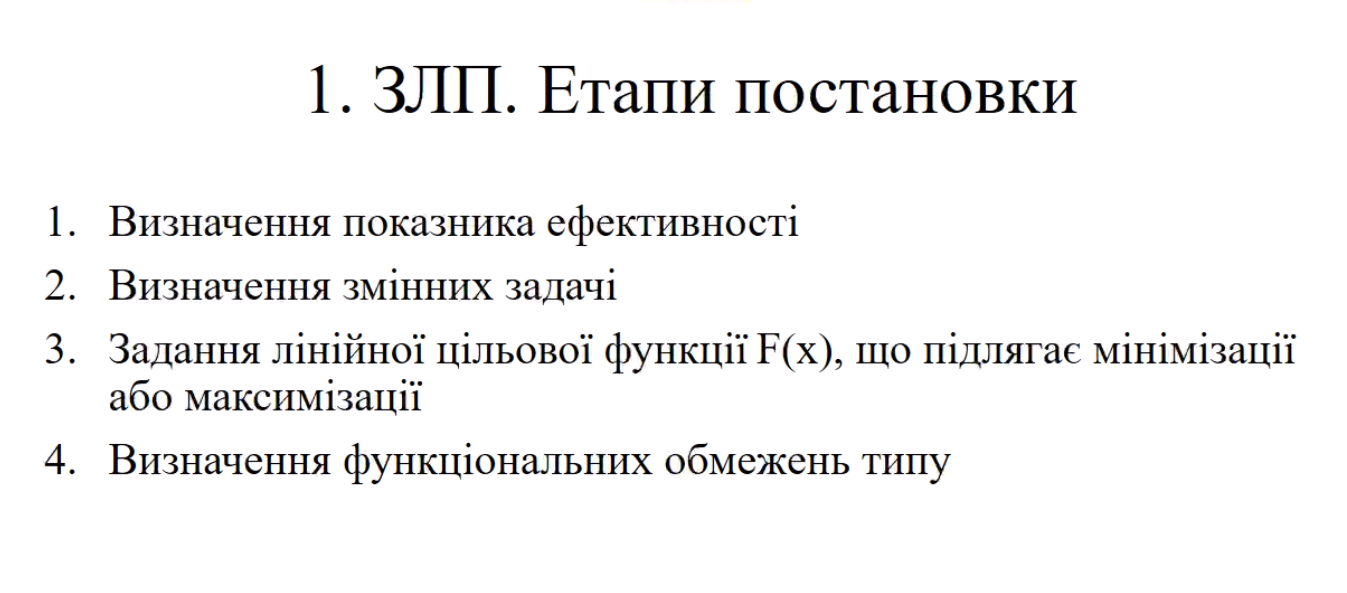 1. ЗЛП. Етапи постановки
1. Визначення показника ефективності
2. Визначення змінних задачі
3. Задання лінійної цільової функції F(x), що підлягає мінімізації
або максимізації
4. Визначення функціональних обмежень типу